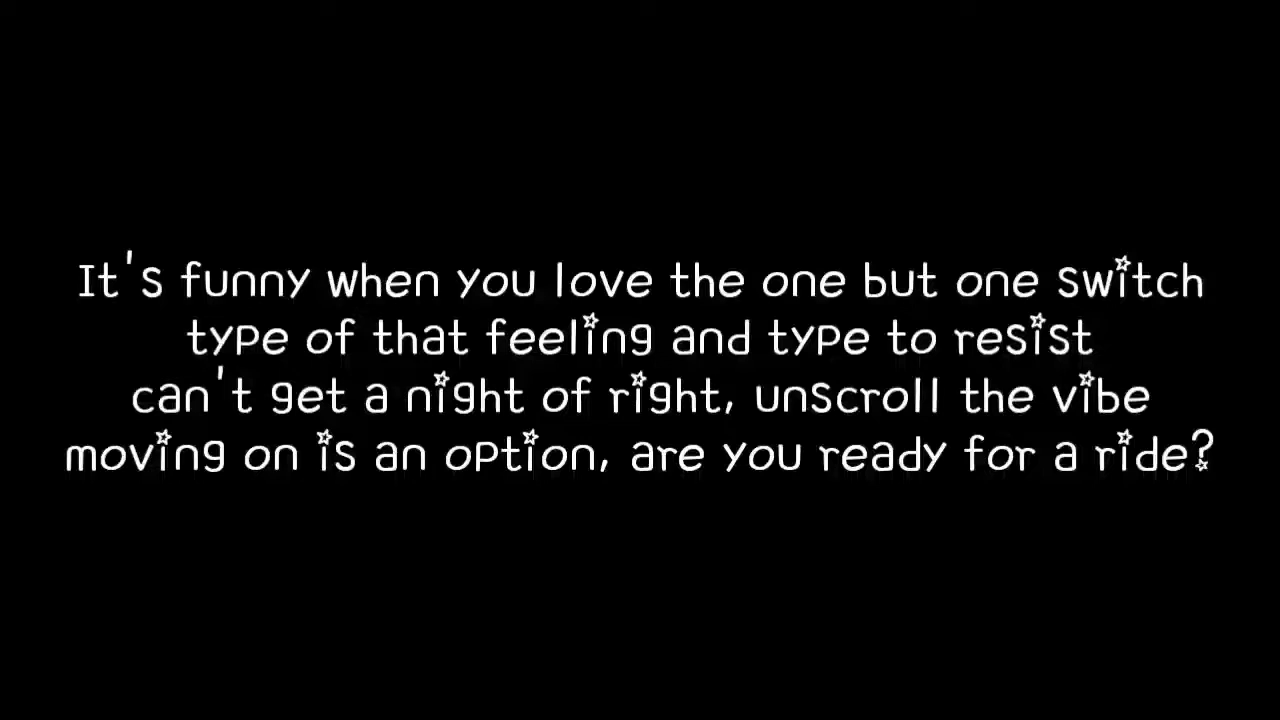 It's funny when you love the one but one switch
type of that feeling and type to resist
can't get a night of right, unscroll the vibe
moving on is an option, are you ready for a ride?